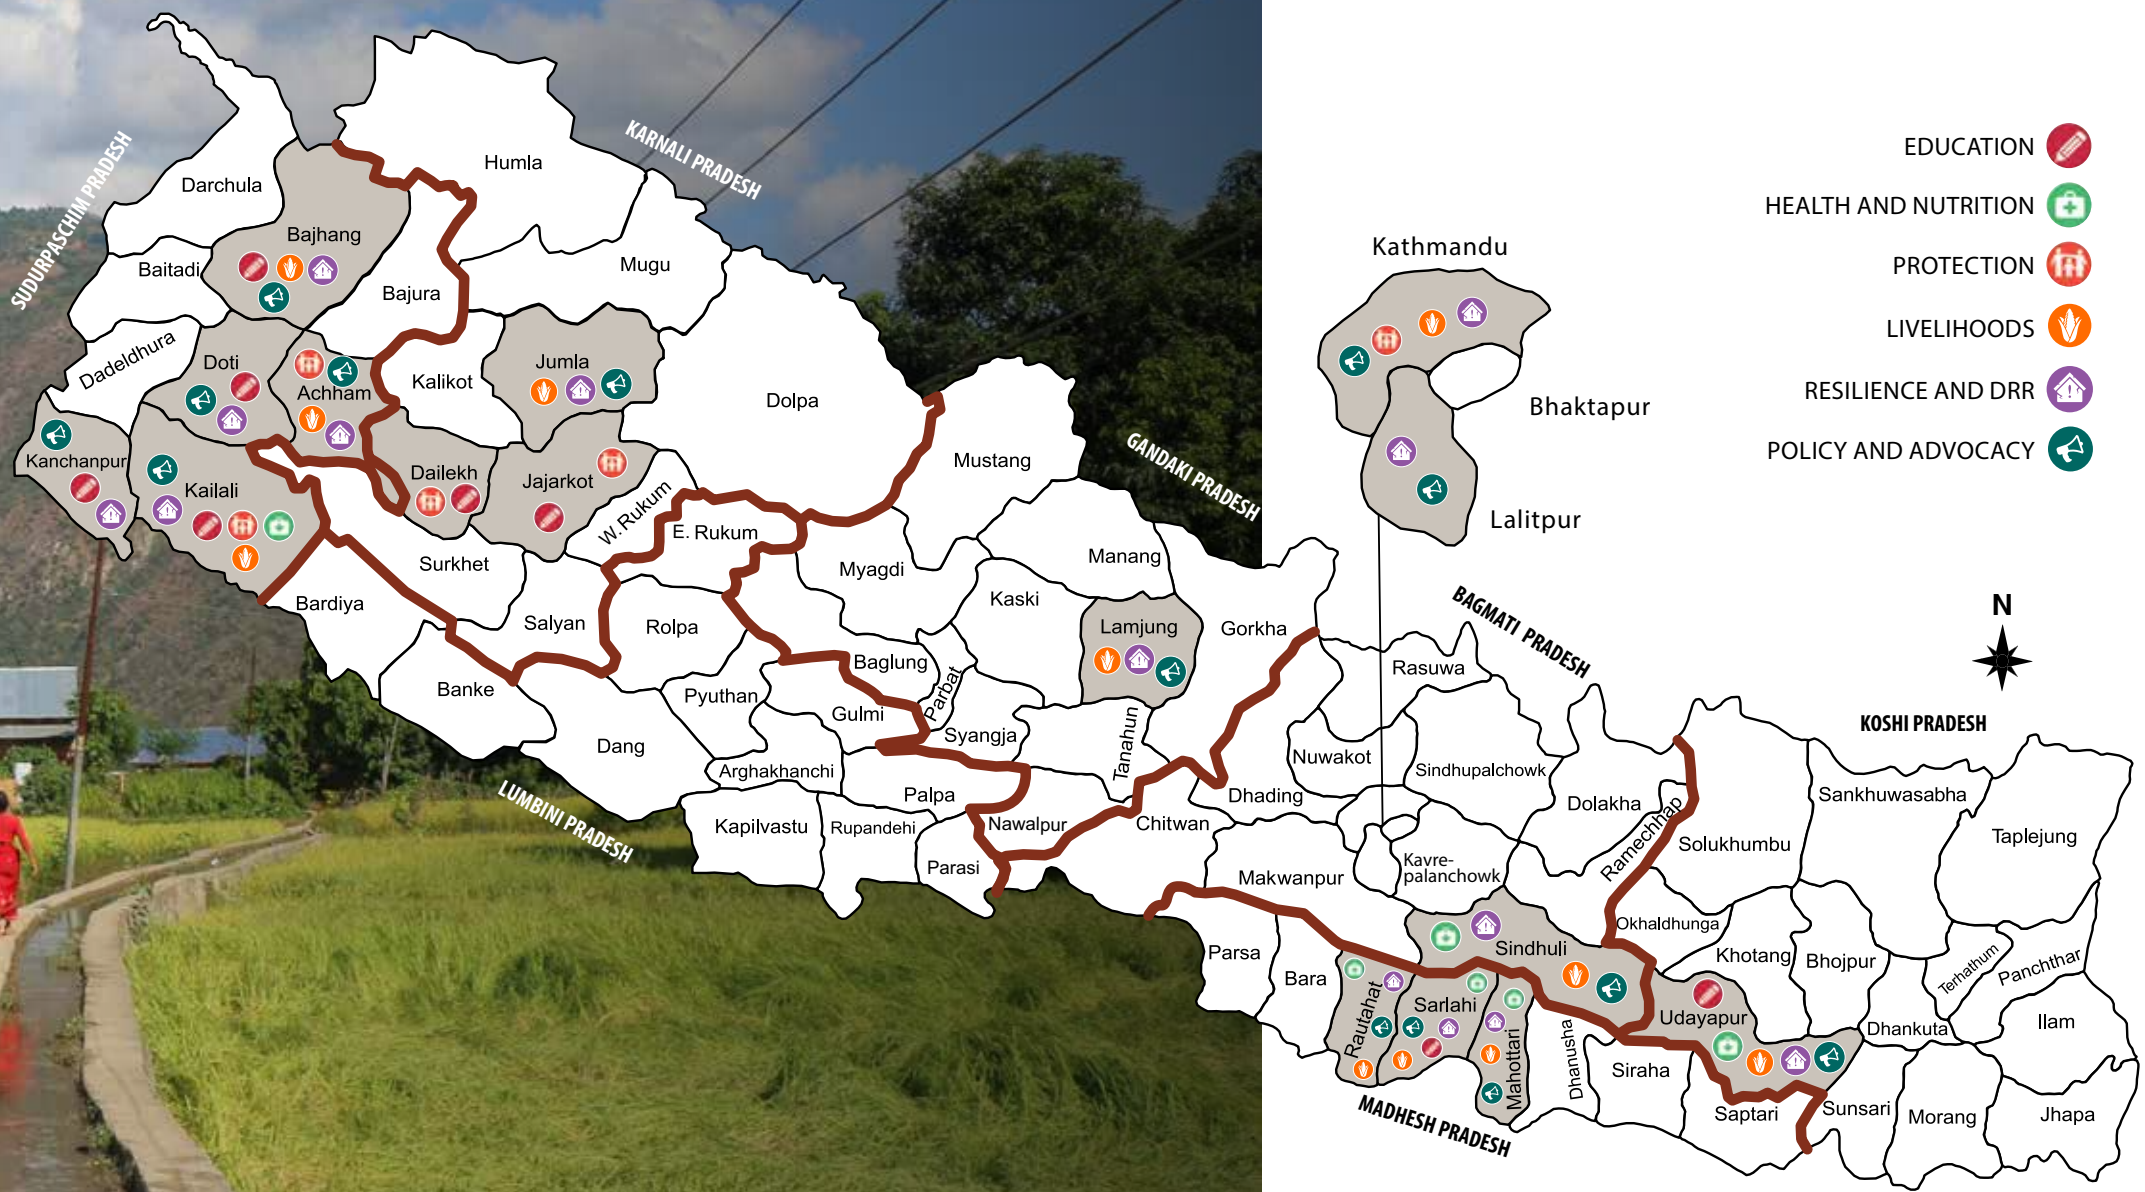 SUDURPASCHIM PRADESH
KARNALI PRADESH
GANDAKI PRADESH
LUMBINI PRADESH
BAGMATI PRADESH
KOSHI PRADESH
MADHESH PRADESH
EDUCATION
HEALTH AND NUTRITION
PROTECTION
LIVELIHOODS
RESILIENCE AND DRR
POLICY AND ADVOCACY
N
Kathmandu
Bhaktapur
Lalitpur
Darchula
Humla
Bajhang
Baitadi
Bajura
Mugu
Dadeldhura
Doti
Achham
Kalikot
Jumla
Dolpa
Kanchanpur
Kailali
Dailekh
Jajarkot
W. Rukum
E. Rukum
Mustang
Surkhet
Bardiya
Salyan
Rolpa
Myagdi
Manang
Kaski
Lamjung
Gorkha
Banke
Pyuthan
Baglung
Parbat
Gulmi
Syangja
Tanahun
Dang
Arghakhanchi
Palpa
Kapilvastu
Rupandehi
Parasi
Nawalpur
Chitwan
Dhading
Nuwakot
Rasuwa
Sindhupalchowk
Dolakha
Ramechhap
Kavre-
palanchowk
Makwanpur
Sindhuli
Solukhumbu
Sankhuwasabha
Taplejung
Okhaldhunga
Khotang
Bhojpur
Terhathum
Panchthar
Dhankuta
Ilam
Udayapur
Parsa
Bara
Rautahat
Sarlahi
Mahottari
Dhanusha
Siraha
Saptari
Sunsari
Morang
Jhapa